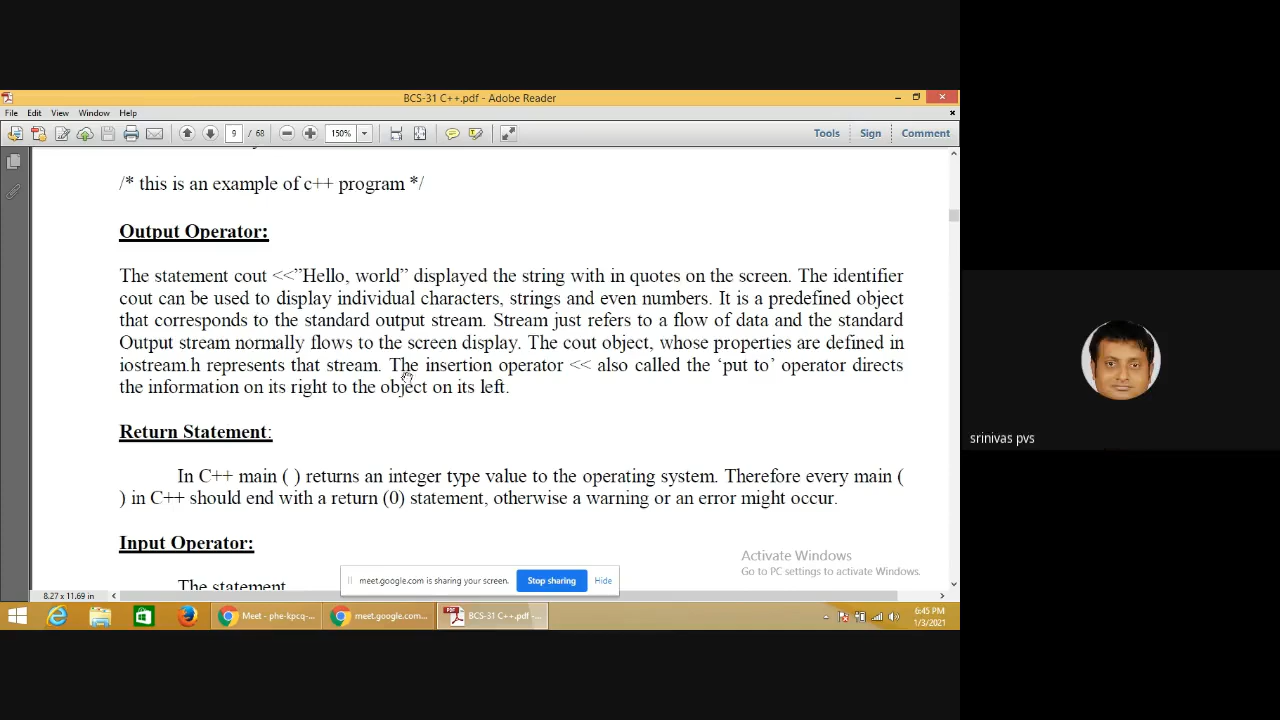 BCS-31 C++.pdf - Adobe Reader
File Edit View Window Help
9 / 68 150% Tools Sign Comment
/* this is an example of c++ program */
Output Operator:
The statement cout <<”Hello, world” displayed the string with in quotes on the screen. The identifier
cout can be used to display individual characters, strings and even numbers. It is a predefined object
that corresponds to the standard output stream. Stream just refers to a flow of data and the standard
Output stream normally flows to the screen display. The cout object, whose properties are defined in
iostream.h represents that stream. The insertion operator << also called the ‘put to’ operator directs
the information on its right to the object on its left.
srinivas pvs
Return Statement:
In C++ main ( ) returns an integer type value to the operating system. Therefore every main (
) in C++ should end with a return (0) statement, otherwise a warning or an error might occur.
Input Operator:
Activate Windows
Go to PC settings to activate Windows.
The statement
meet.google.com is sharing your screen. Stop sharing Hide
8.27 x 11.69 in
Meet - phe-kpcq-... meet.google.com... BCS-31 C++.pdf -... 6:45 PM
1/3/2021